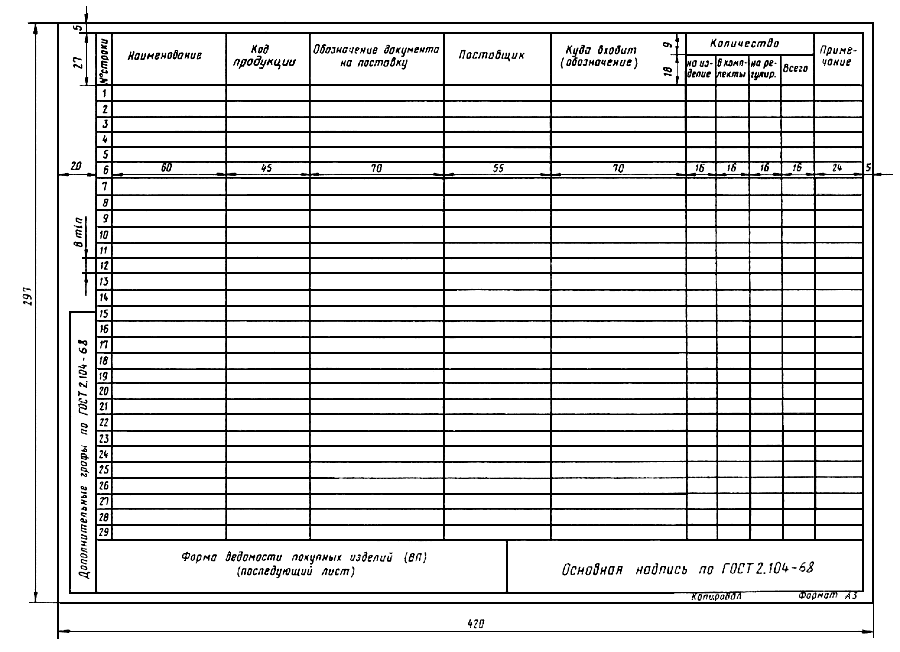 5
27
№ строки
Наименование
Код
продукции
Обозначение документа
на поставку
Поставщик
Куда входит
(обозначение)
9
18
Количество
на из-
делие
В комп-
лекты
на ре-
гулир.
Всего
Приме-
чание
1
2
3
4
5
20
6
60
45
70
55
70
16
16
16
16
24
5
7
8
8 min
9
10
11
12
13
14
297
15
16
17
18
19
20
21
22
23
24
25
26
27
28
29
Дополнительные графы по ГОСТ 2.104-68
Форма ведомости покупных изделий (ВП)
(последующий лист)
Основная надпись по ГОСТ 2.104-68
Копировал
Формат А3
420